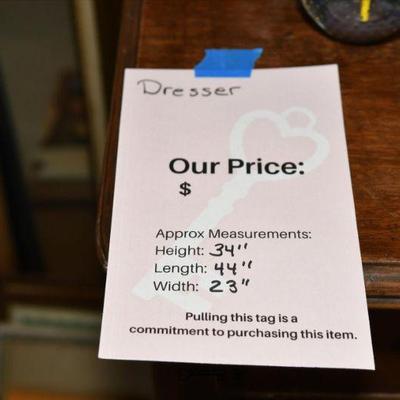 Dresser
Our Price:
$
Approx Measurements:
Height: 34"
Length: 44"
Width: 23"
Pulling this tag is a
commitment to purchasing this item.